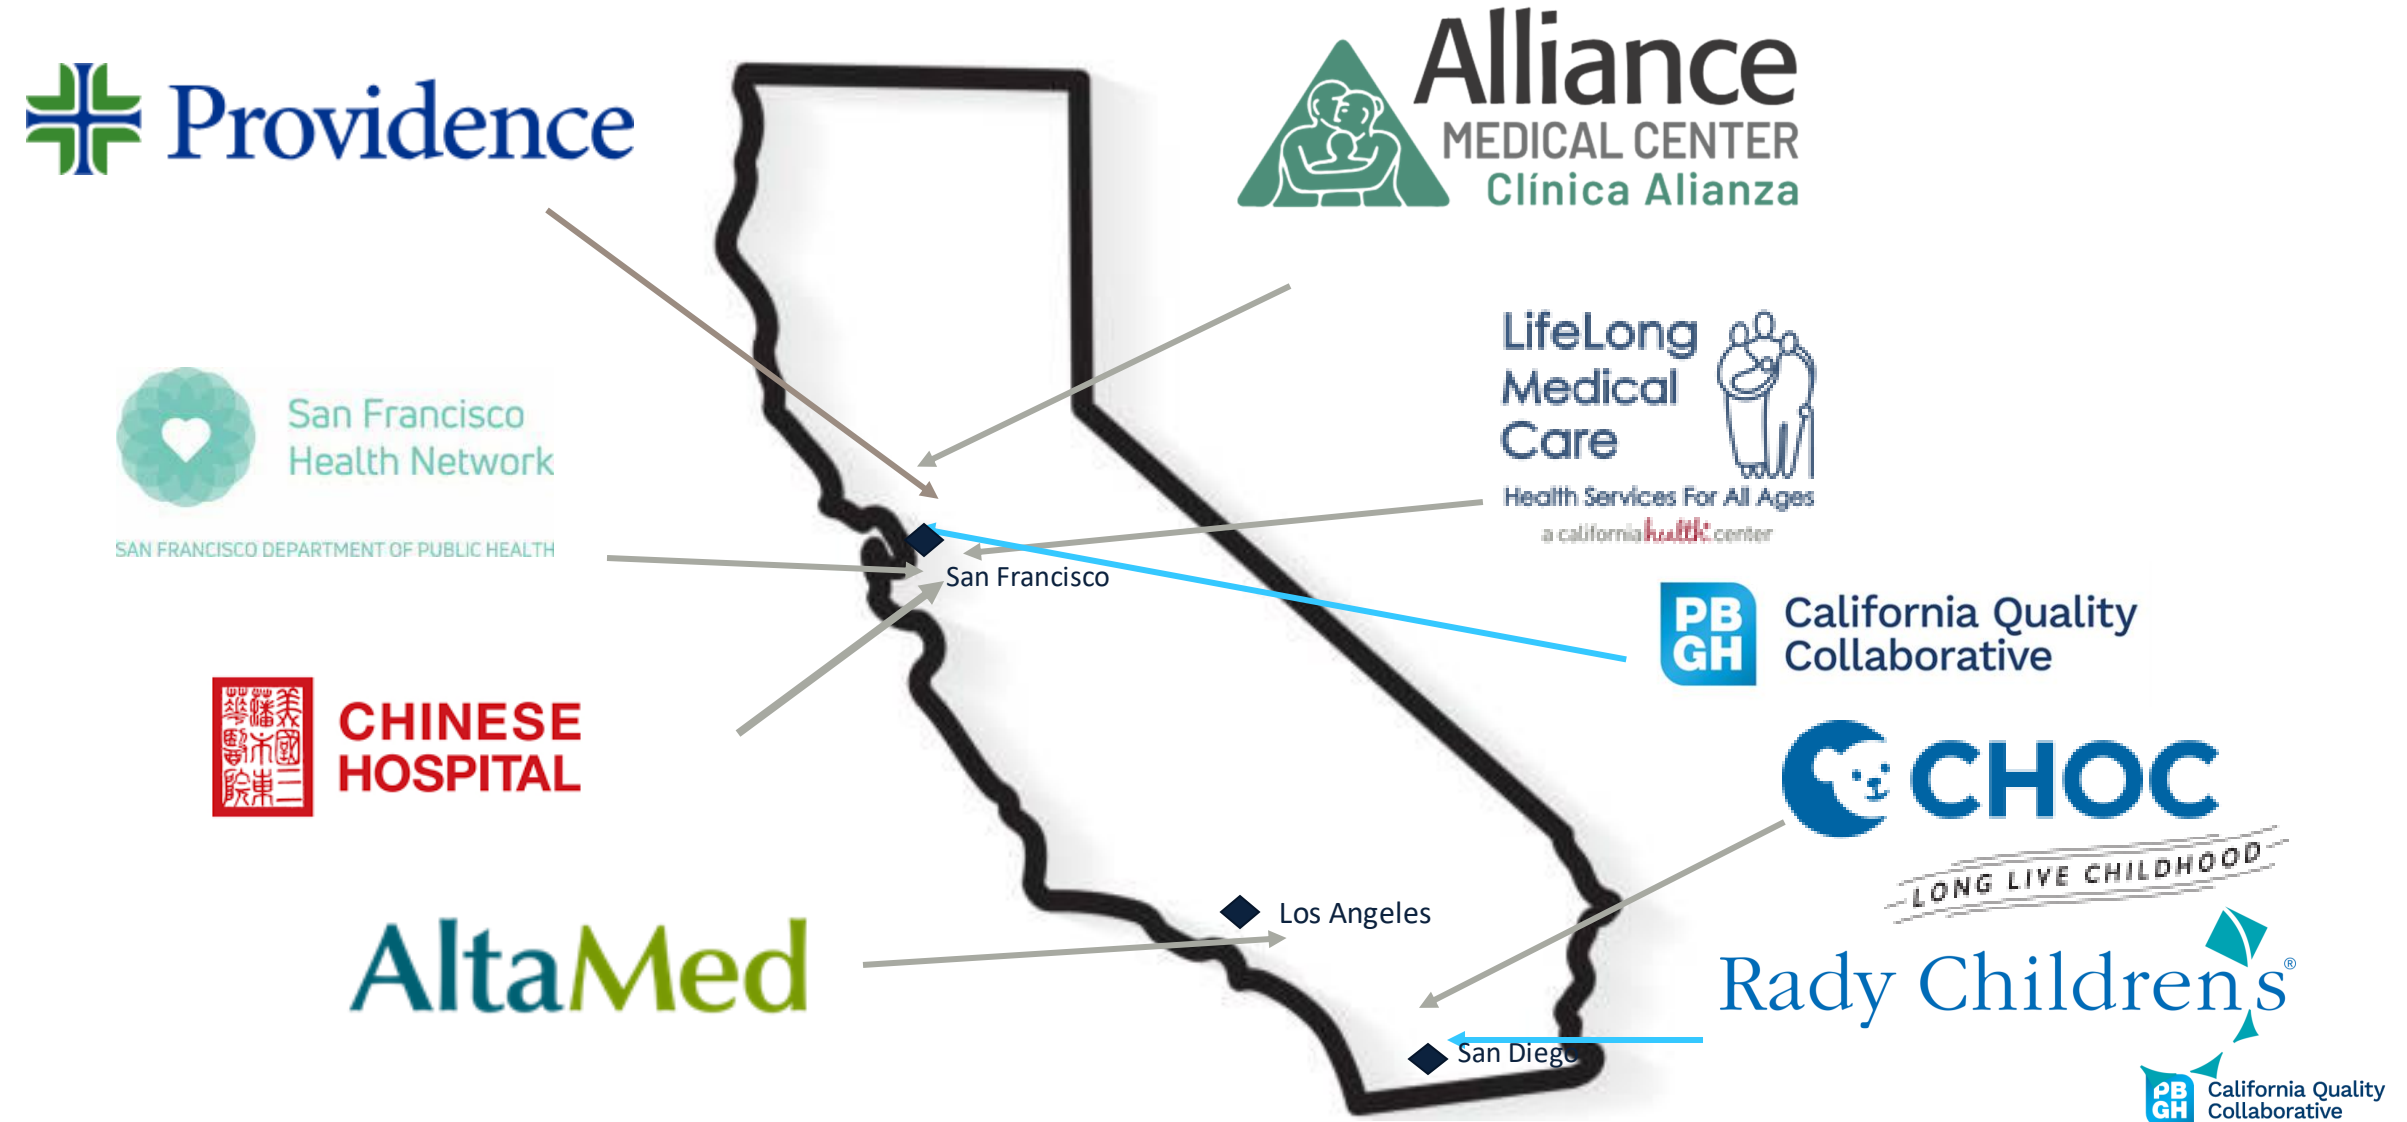 Providence
Alliance
MEDICAL CENTER
Clínica Alianza
LifeLong
Medical
Care
Health Services For All Ages
a california health center
San Francisco
Health Network
SAN FRANCISCO DEPARTMENT OF PUBLIC HEALTH
San Francisco
PB
GH
California Quality
Collaborative
CHINESE
HOSPITAL
CHOC
LONG LIVE CHILDHOOD
AltaMed
Los Angeles
Rady Children's®
San Diego
PB
GH
California Quality
Collaborative